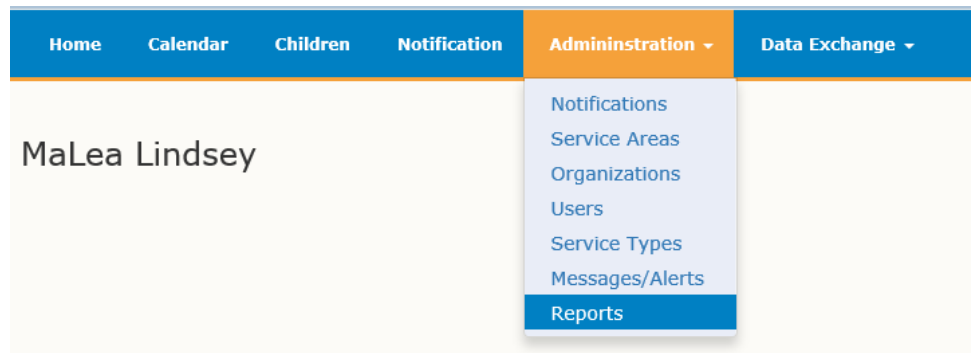 Home Calendar Children Notification Admininstration Data Exchange
Notifications
MaLea Lindsey
Service Areas
Organizations
Users
Service Types
Messages/Alerts
Reports